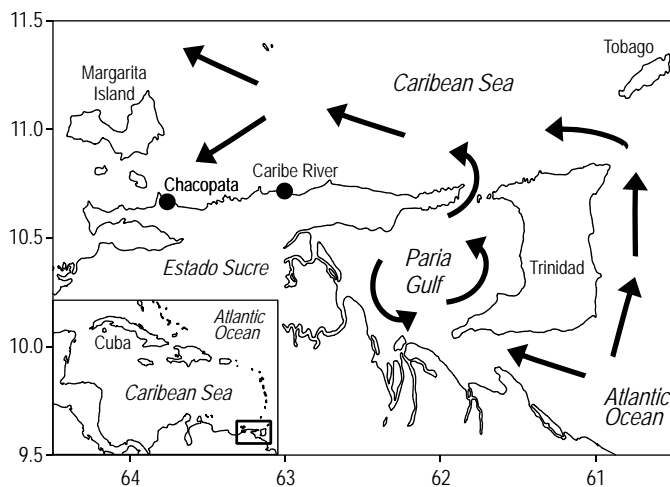 11.5
Tobago
Margarita
Island
Caribean Sea
11.0
Chacopata
Caribe River
10.5
Estado Sucre
Paria
Gulf
Trinidad
Atlantic
Ocean
Cuba
10.0
Caribean Sea
Atlantic
Ocean
9.5
64
63
62
61